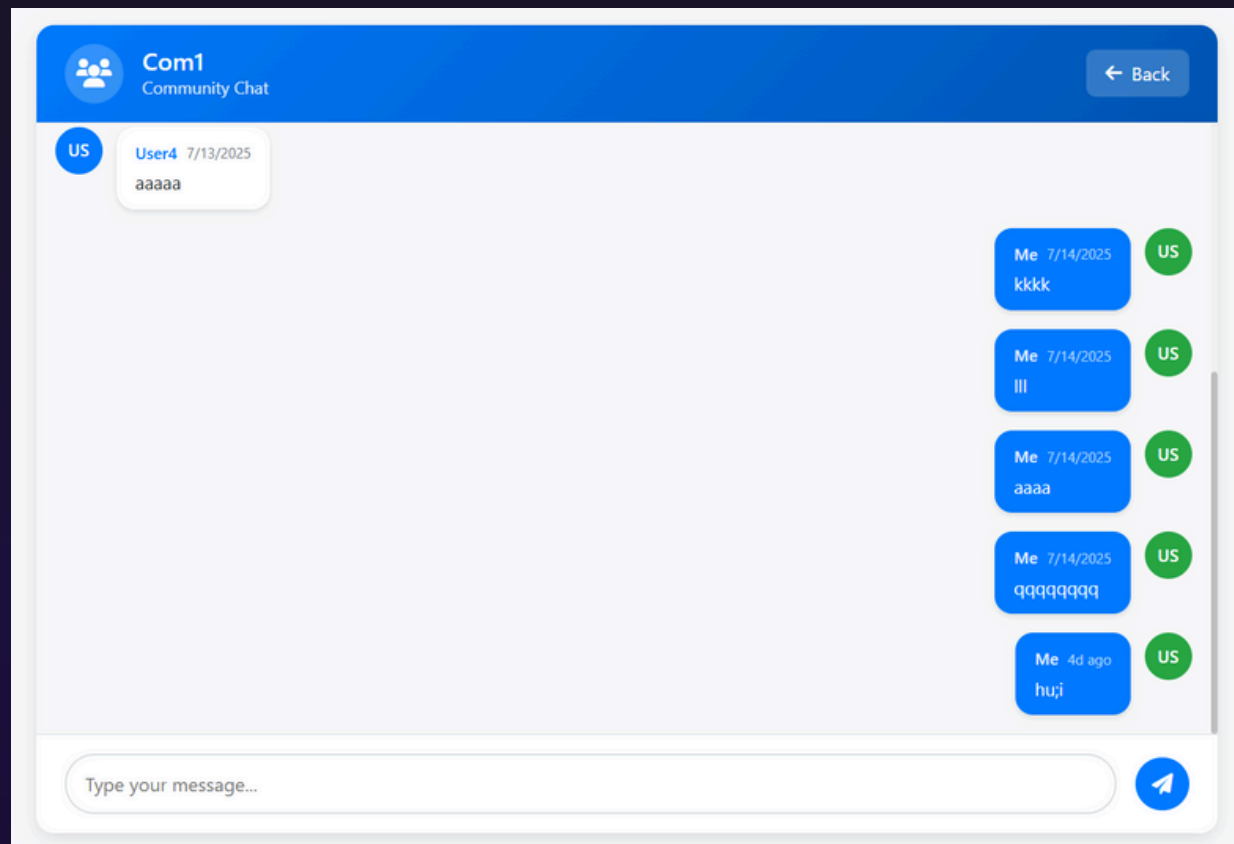 Com1
Community Chat
← Back
US
User4 7/13/2025
aaaaa
Me 7/14/2025
US
kkkk
Me 7/14/2025
US
lll
Me 7/14/2025
US
aaaa
Me 7/14/2025
US
qqqqqqqq
Me 4d ago
US
hu;i
Type your message...